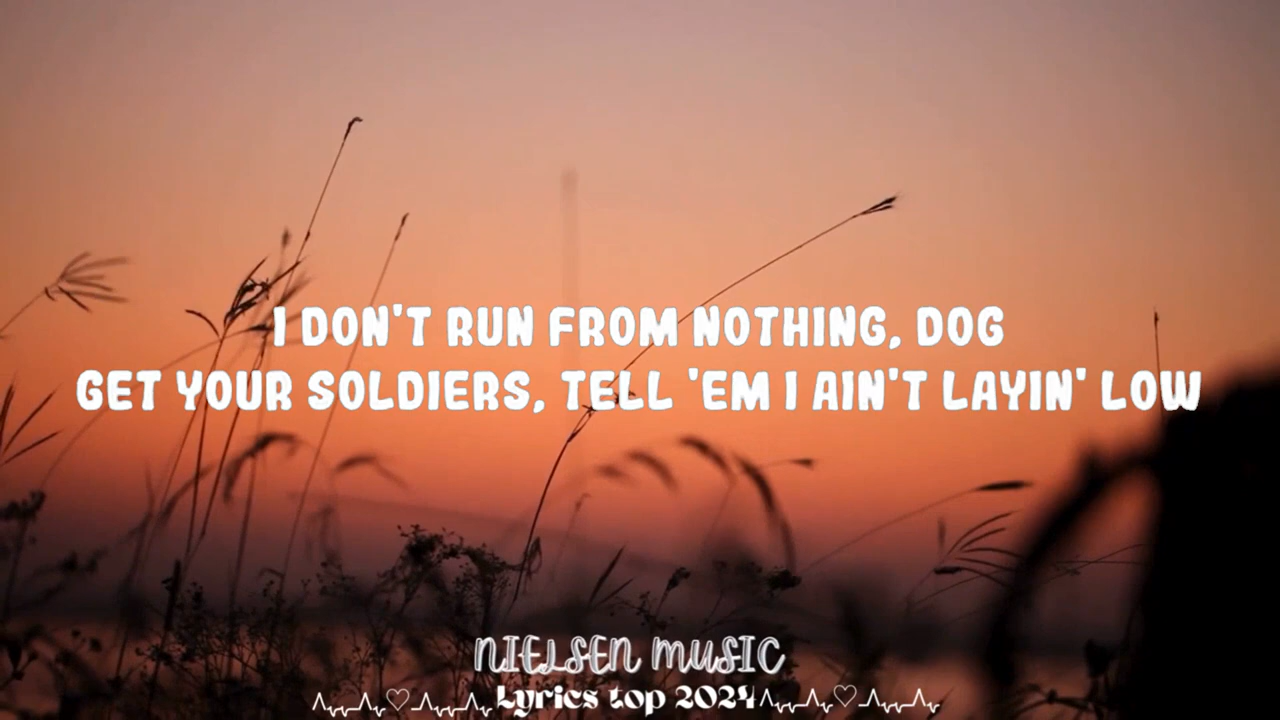 I DON'T RUN FROM NOTHING, DOG
GET YOUR SOLDIERS, TELL 'EM I AIN'T LAYIN' LOW
NIELSEN MUSIC
Lyrics top 2024